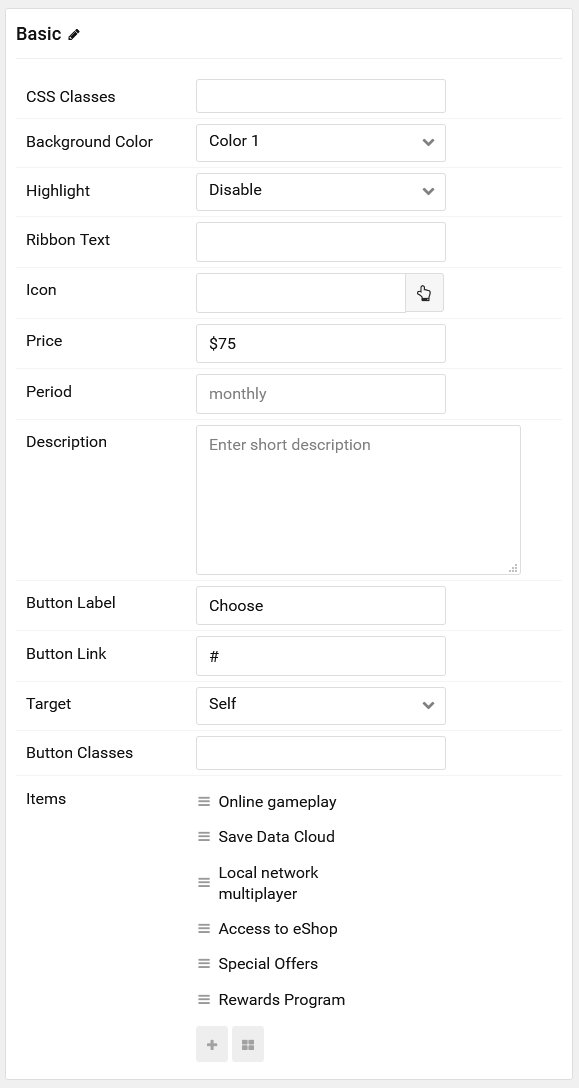 Basic
CSS Classes
Background Color
Color 1
Highlight
Disable
Ribbon Text
Icon
Price
$75
Period
monthly
Description
Enter short description
Button Label
Choose
Button Link
#
Target
Self
Button Classes
Items
Online gameplay
Save Data Cloud
Local network
multiplayer
Access to eShop
Special Offers
Rewards Program